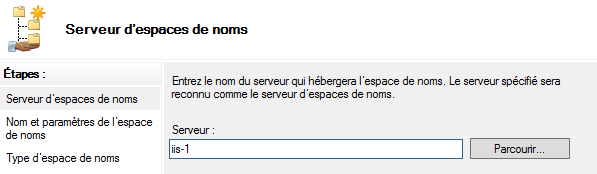 Serveur d'espaces de noms
Étapes :
Serveur d'espaces de noms
Nom et paramètres de l'espace
de noms
Type d'espace de noms
Entrez le nom du serveur qui hébergera l'espace de noms. Le serveur spécifié sera
reconnu comme le serveur d'espaces de noms.
Serveur :
iis-1
Parcourir...